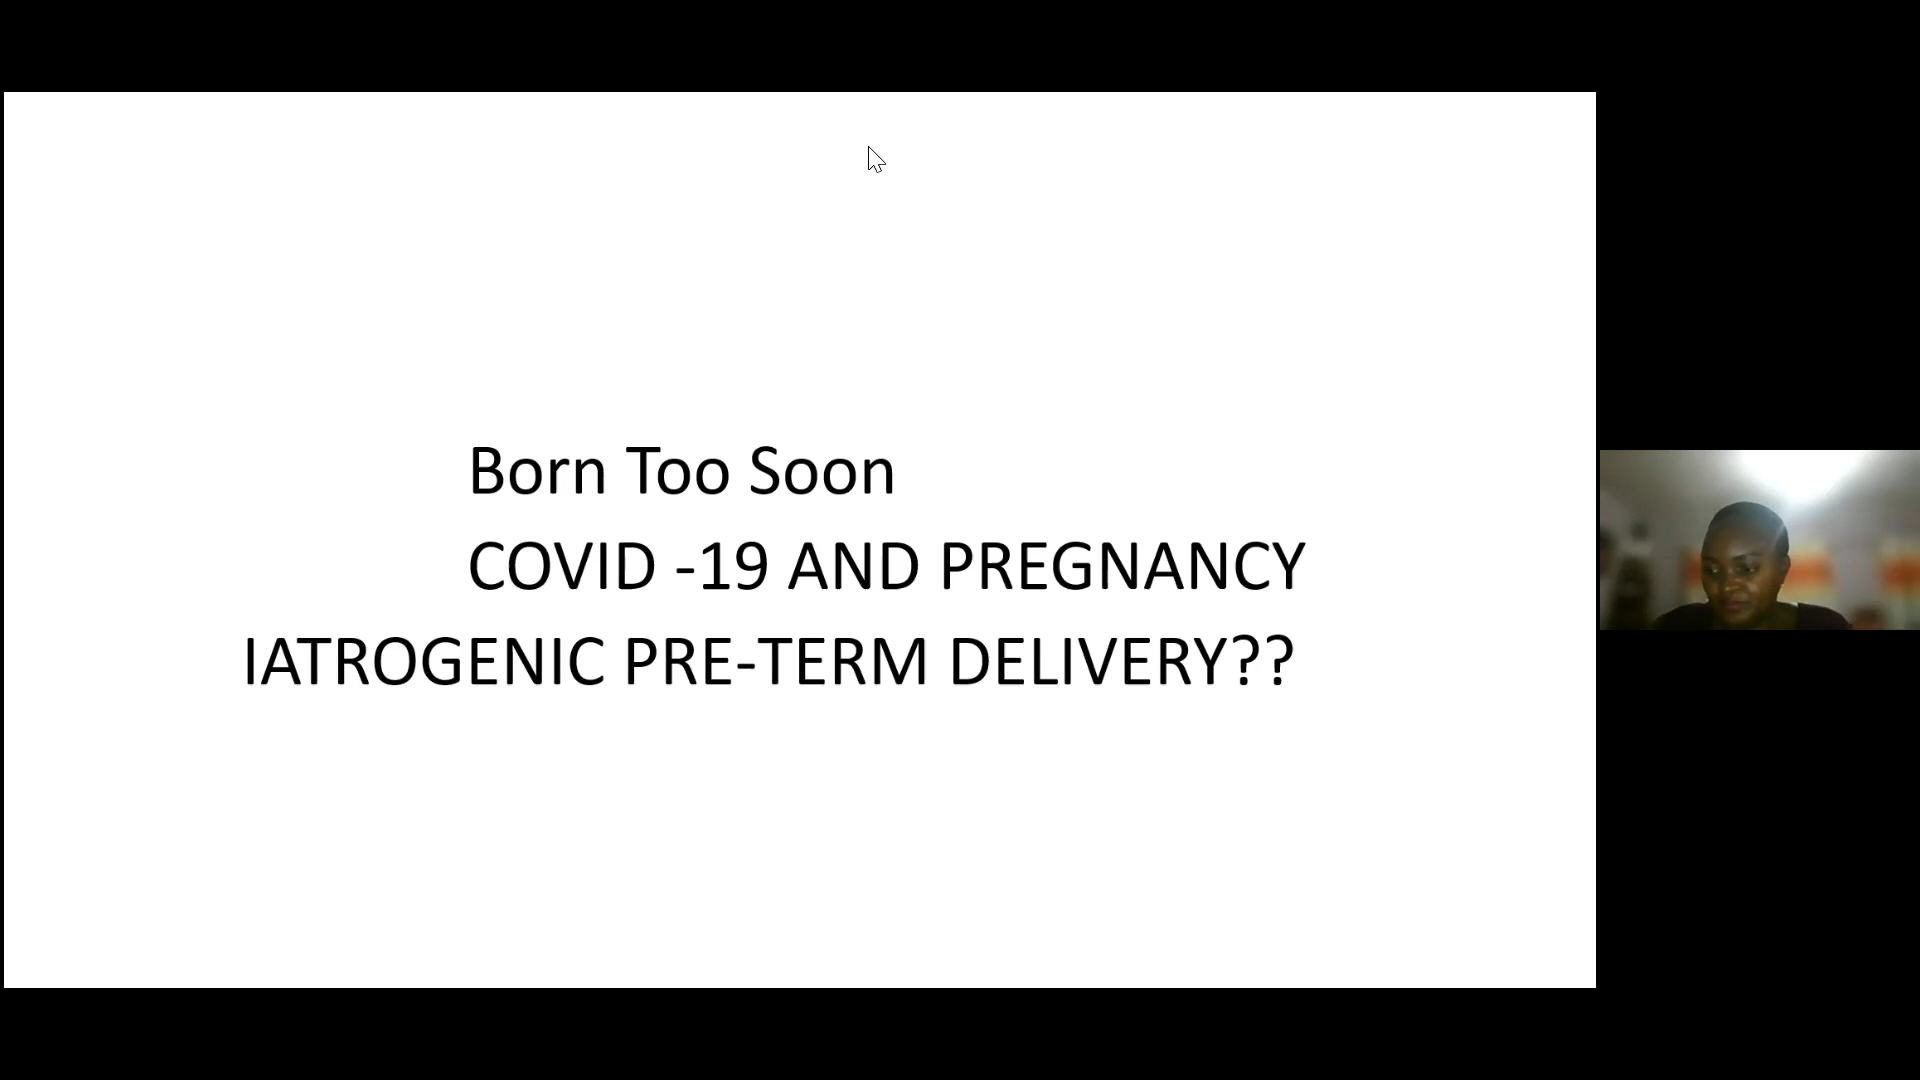 Born Too Soon
COVID -19 AND PREGNANCY
IATROGENIC PRE-TERM DELIVERY??